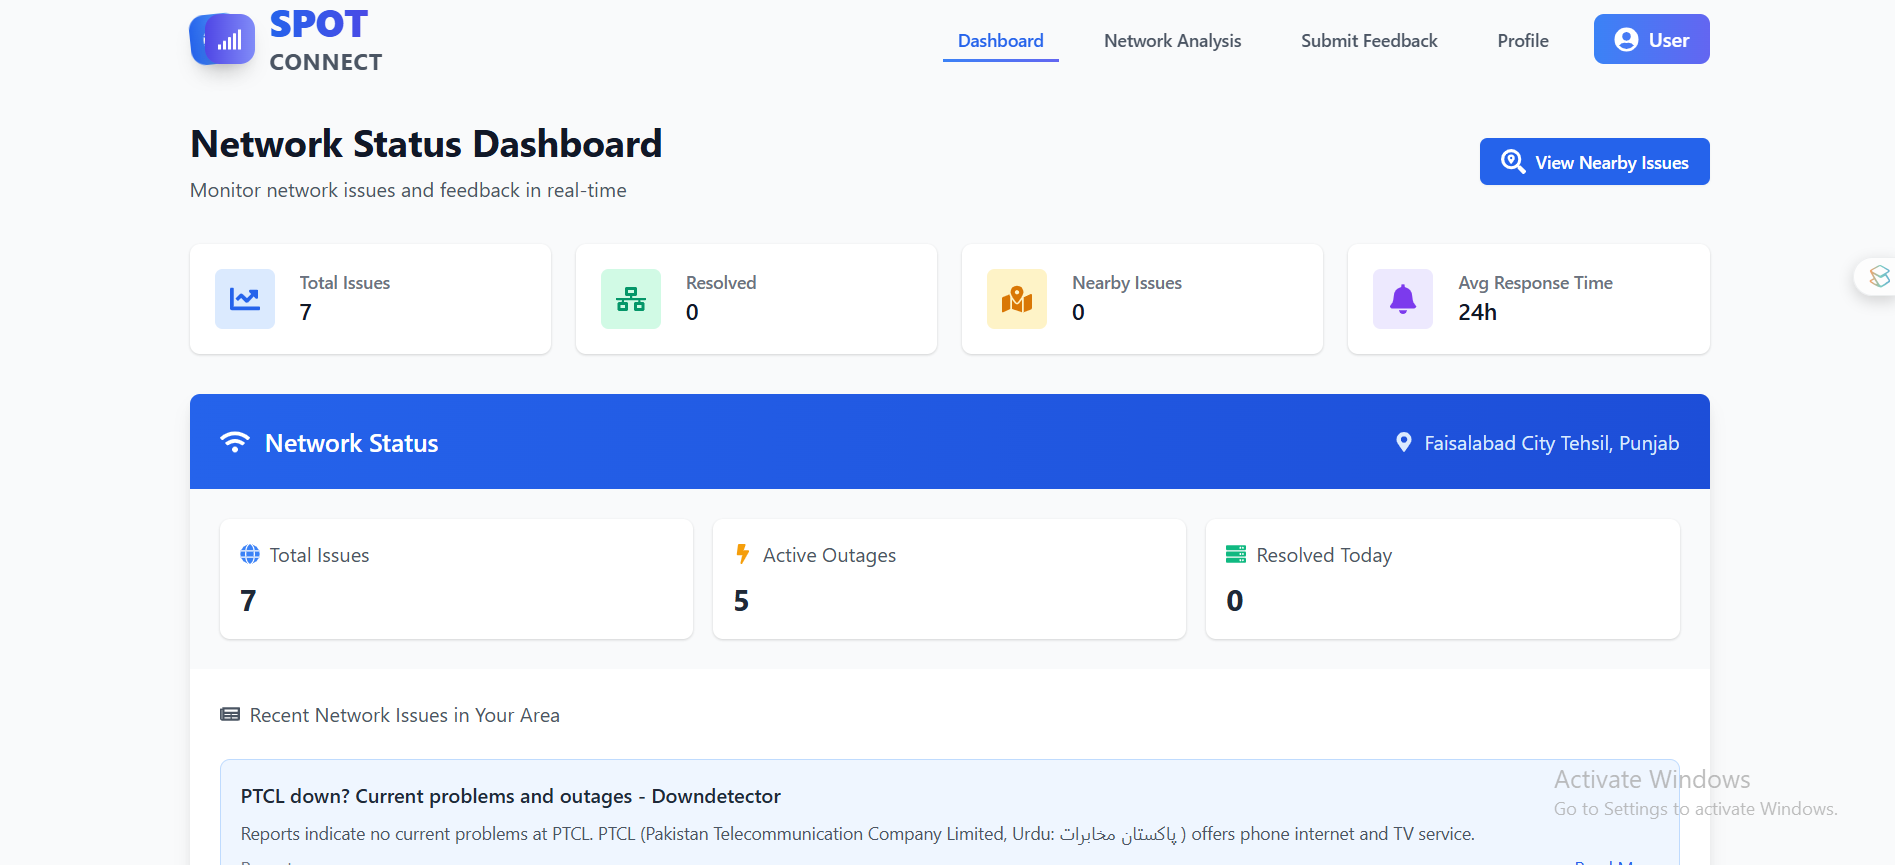 SPOT
CONNECT
Dashboard
Network Analysis
Submit Feedback
Profile
User
Network Status Dashboard
Monitor network issues and feedback in real-time
View Nearby Issues
Total Issues
7
Resolved
0
Nearby Issues
0
Avg Response Time
24h
Network Status
Faisalabad City Tehsil, Punjab
Total Issues
7
Active Outages
5
Resolved Today
0
Recent Network Issues in Your Area
PTCL down? Current problems and outages - Downdetector
Reports indicate no current problems at PTCL. PTCL (Pakistan Telecommunication Company Limited, Urdu: پاکستان مخابرات ) offers phone internet and TV service.
Activate Windows
Go to Settings to activate Windows.